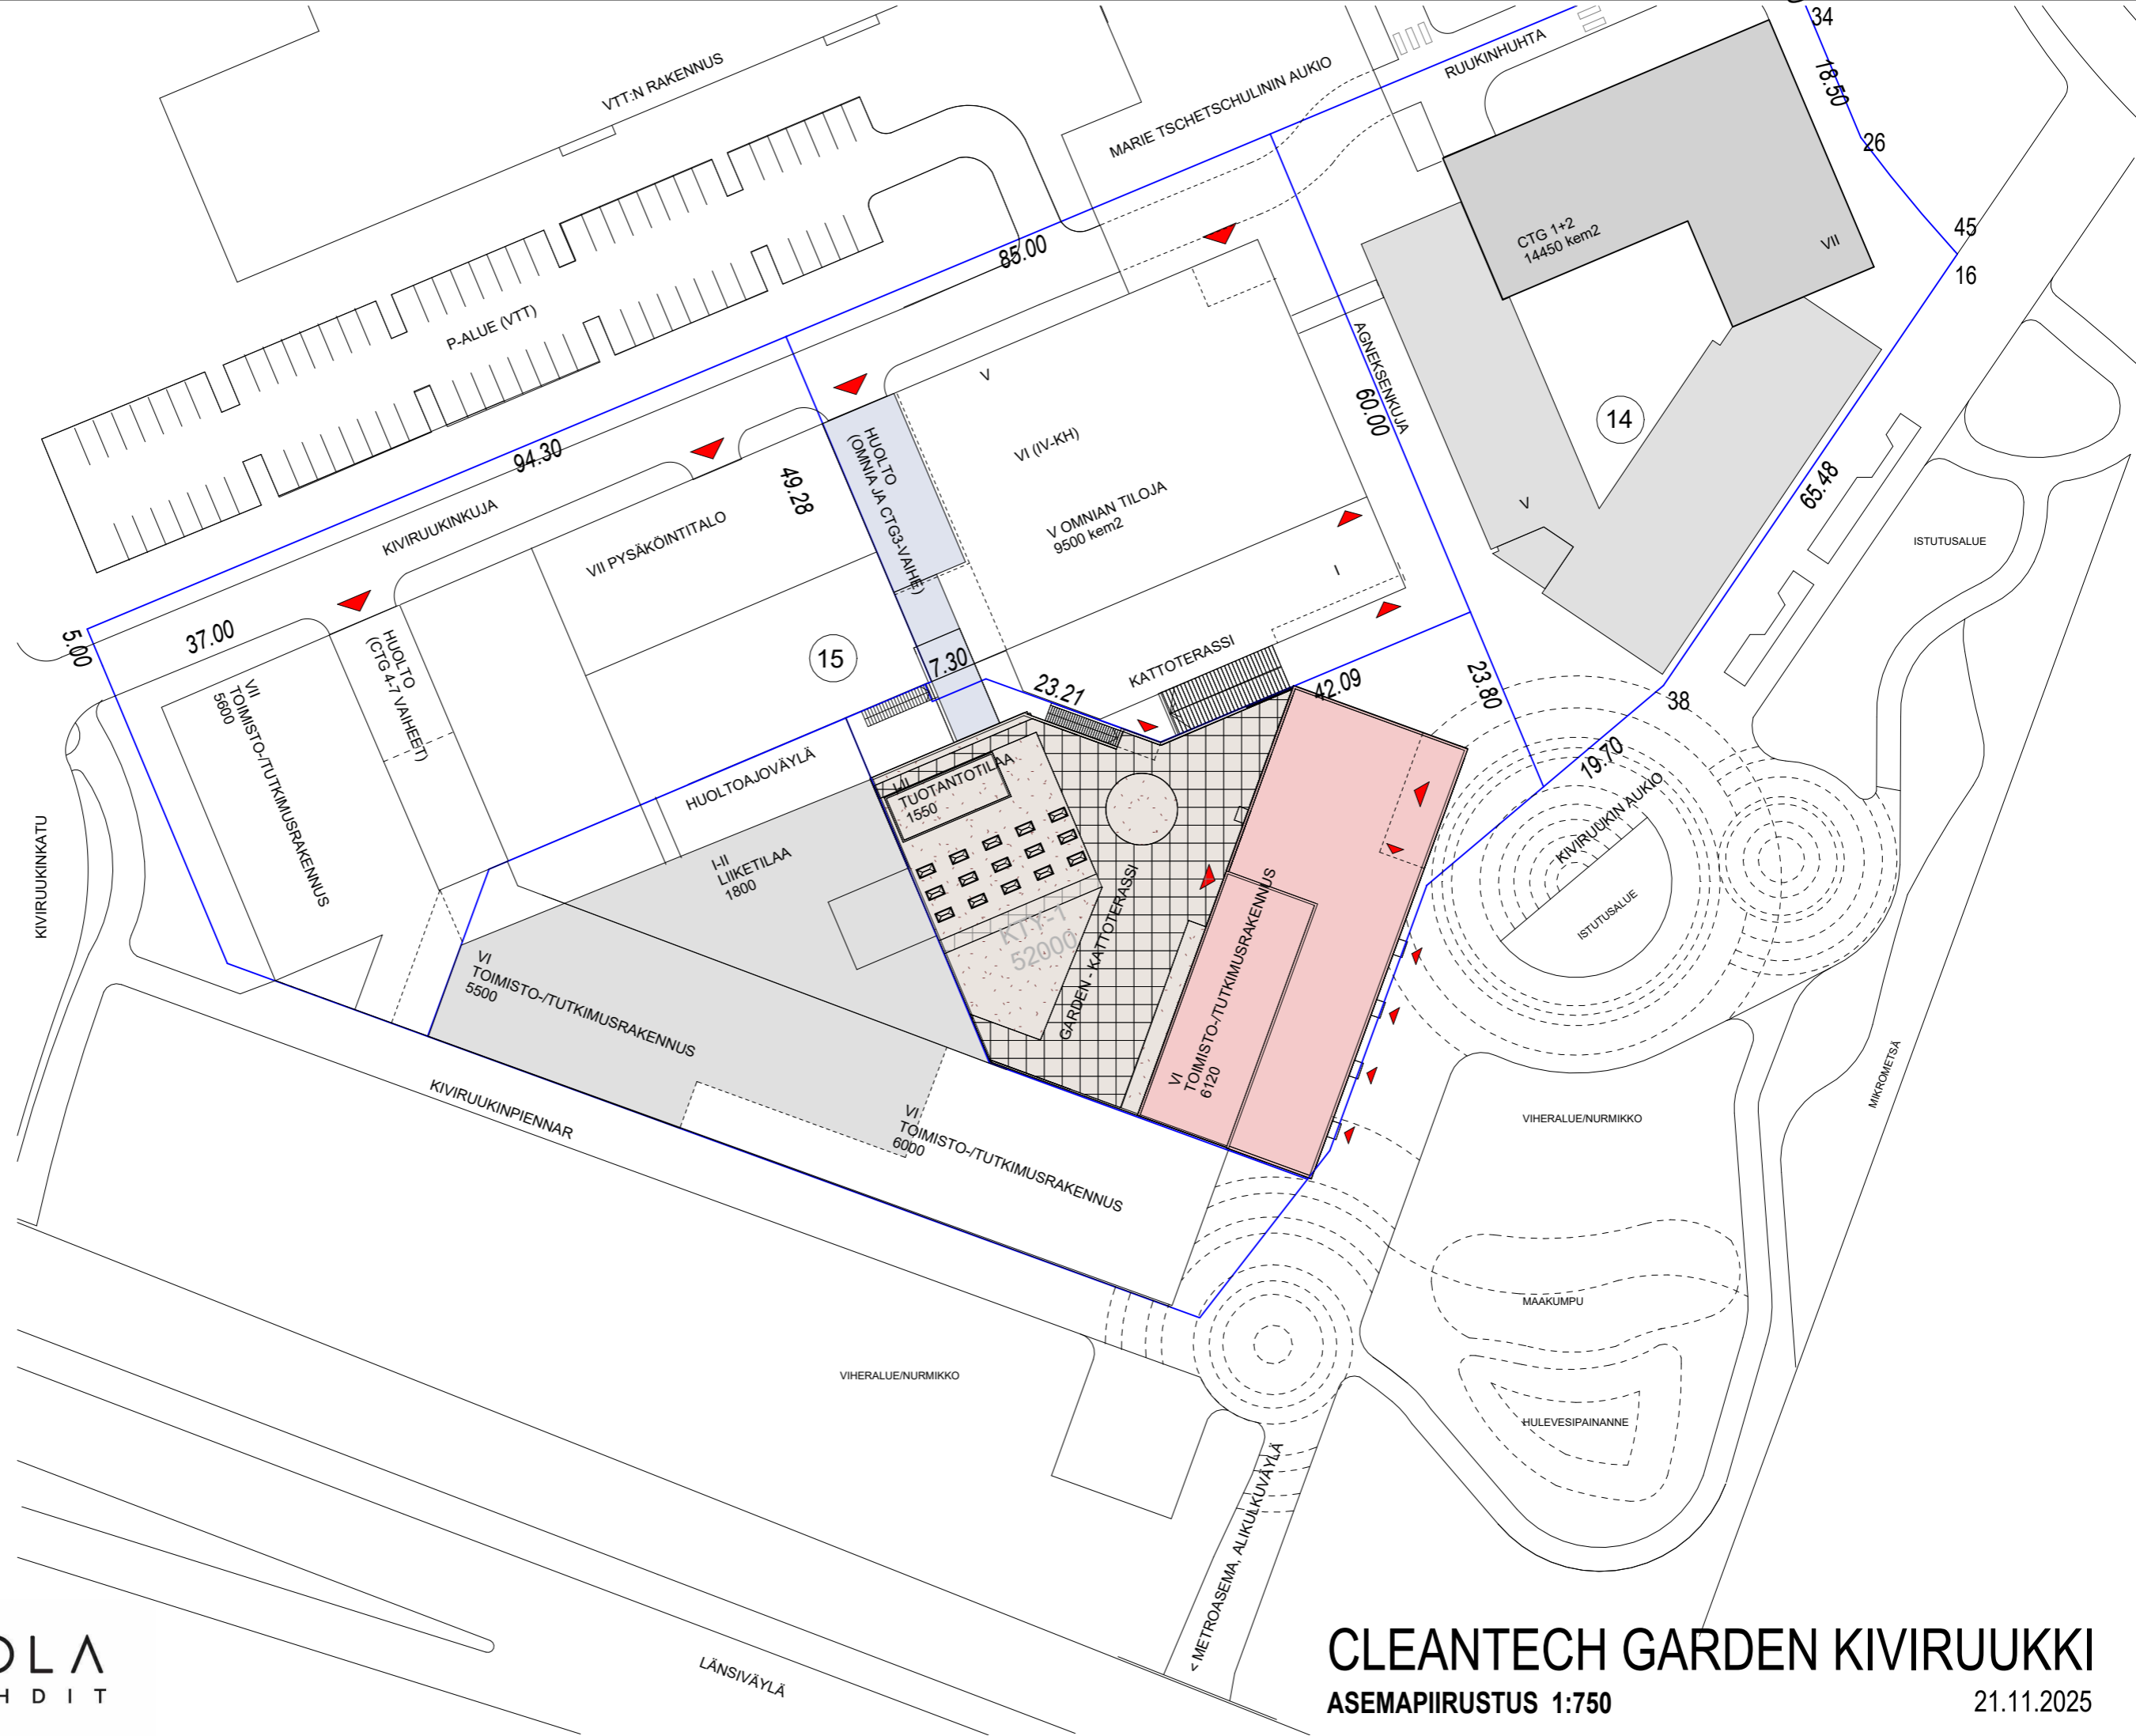 34
18.50
26
45
16
VTT:N RAKENNUS
MARIE TSCHETSCHULININ AUKIO
RUUKINHUHTA
CTG 1+2
14450 kem2
VII
85.00
P-ALUE (VTT)
94.30
KIVIRUUKINKUJA
VII PYSÄKÖINTITALO
49.28
HUOLTO
(OMNIA JA CTG3-VAIHE)
V
VI (IV-KH)
V OMNIAN TILOJA
9500 kem2
I
AGNEKSENKUJA
60.00
14
V
65.48
ISTUTUSALUE
5.00
37.00
HUOLTO
(CTG 4-7 VAIHEET)
VII
TOIMISTO-/TUTKIMUSRAKENNUS
5600
15
7.30
23.21
KATTOTERASSI
42.09
23.80
38
19.70
KIVIRUUKIN AUKIO
ISTUTUSALUE
HUOLTOAJOVÄYLÄ
I-II
TUOTANTOTILAA
1550
I-II
LIIKETILAA
1800
KTY-1
52000
GARDEN - KATTOTERASSI
VI
TOIMISTO-/TUTKIMUSRAKENNUS
6120
KIVIRUUKINKATU
VI
TOIMISTO-/TUTKIMUSRAKENNUS
5500
VI
TOIMISTO-/TUTKIMUSRAKENNUS
6000
KIVIRUUKINPIENNAR
MIKROMETSÄ
VIHERALUE/NURMIKKO
MAAKUMPU
HULEVESIPAINANNE
VIHERALUE/NURMIKKO
< METROASEMA, ALIKULKUVÄYLÄ
LÄNSIVÄYLÄ
OLA
HDIT
CLEANTECH GARDEN KIVIRUUKKI
ASEMAPIIRUSTUS 1:750
21.11.2025